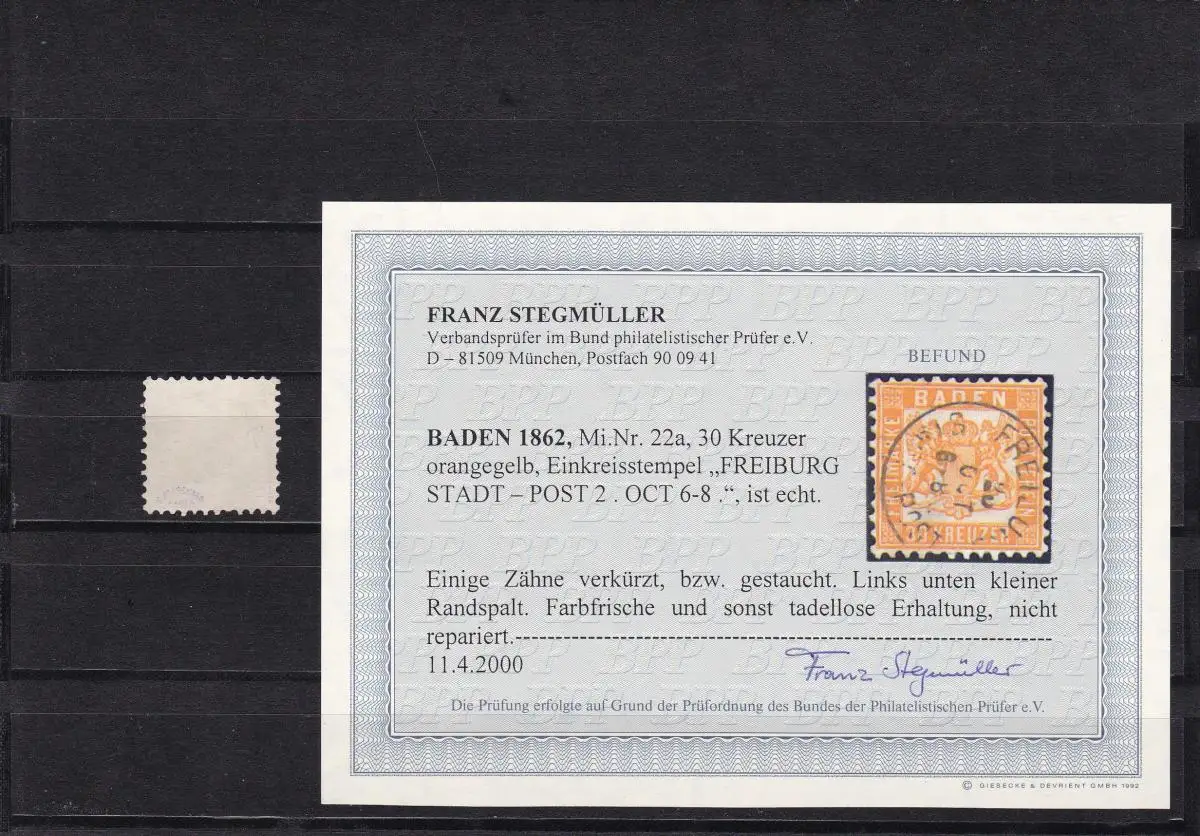 FRANZ STEGMÜLLER
Verbandsprüfer im Bund philatelistischer Prüfer e.V.
D – 81509 München, Postfach 90 09 41
BEFUND
BADEN 1862, Mi.Nr. 22a, 30 Kreuzer
orangegelb, Einkreisstempel „FREIBURG
STADT – POST 2 . OCT 6-8 .“, ist echt.
BADEN
FREIMARKE
30 KREUZER
Einige Zähne verkürzt, bzw. gestaucht. Links unten kleiner
Randspalt. Farbfrische und sonst tadellose Erhaltung, nicht
repariert.
11.4.2000
Franz Stegmüller
Die Prüfung erfolgte auf Grund der Prüfordnung des Bundes der Philatelistischen Prüfer e.V.
© GIESECKE & DEVRIENT GMBH 1992